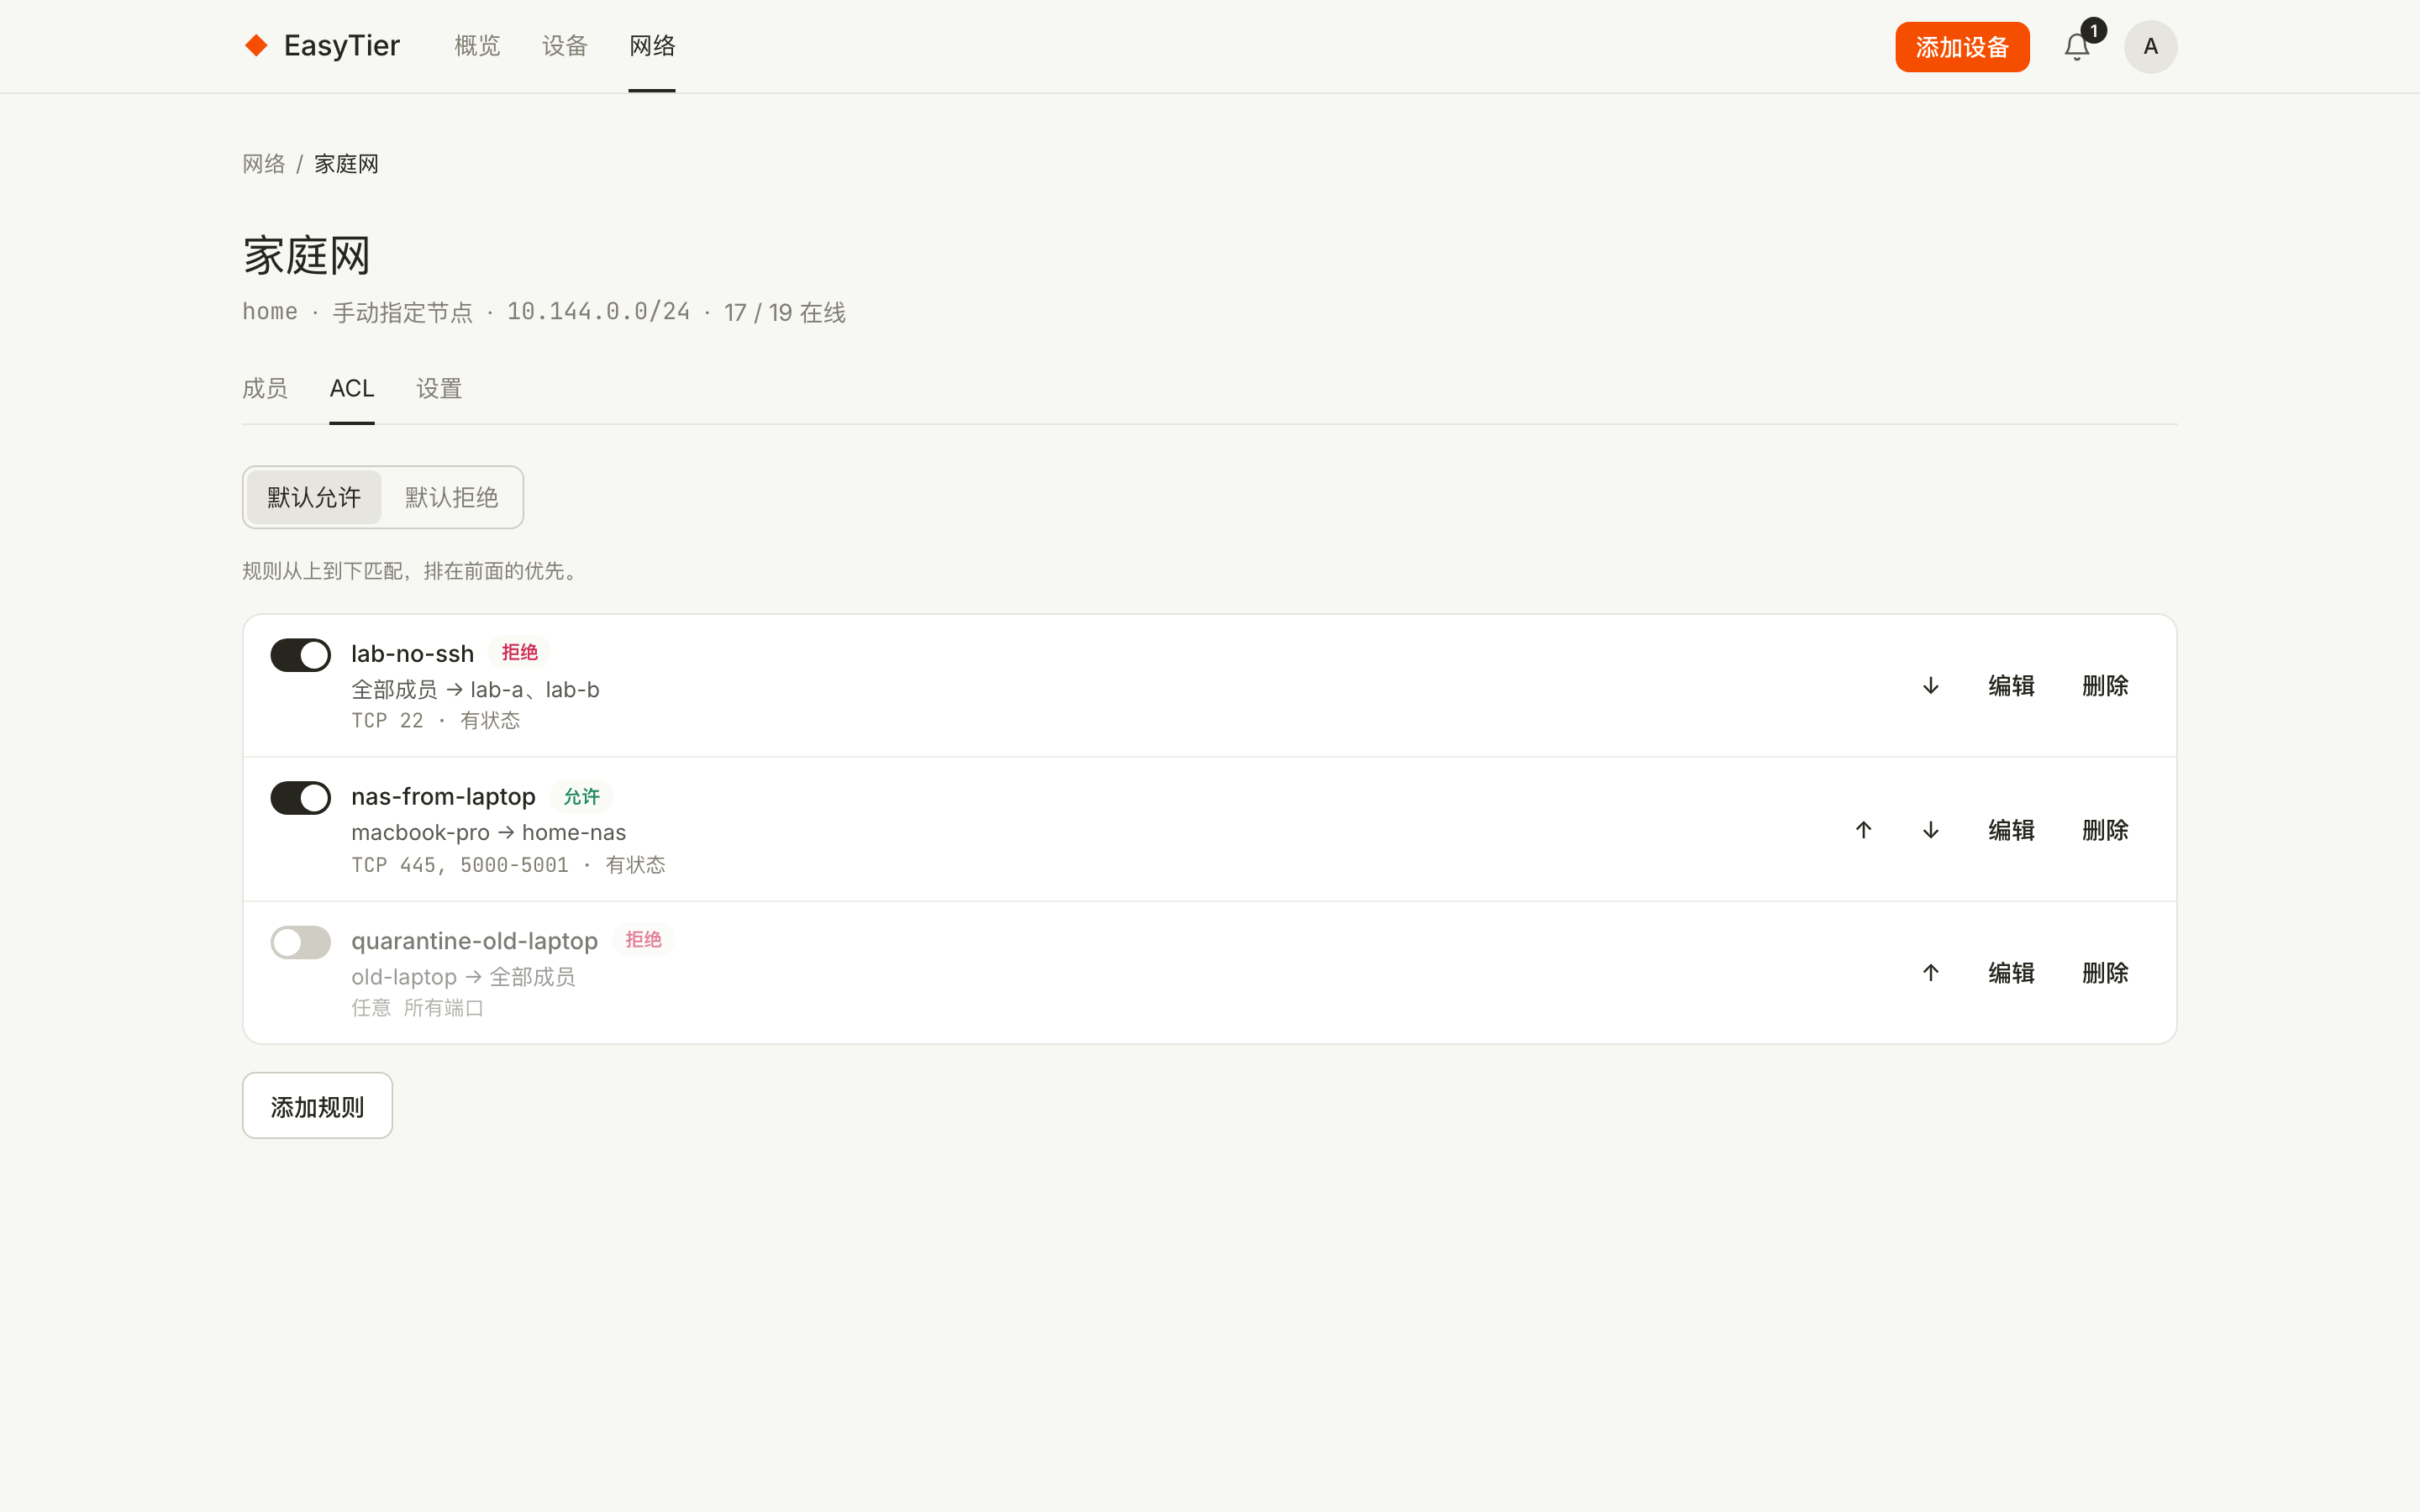 EasyTier 概览 设备 网络 添加设备 1 A
网络 / 家庭网
家庭网
home · 手动指定节点 · 10.144.0.0/24 · 17 / 19 在线
成员 ACL 设置
默认允许 默认拒绝
规则从上到下匹配，排在前面的优先。
lab-no-ssh 拒绝
全部成员 → lab-a、lab-b
TCP 22 · 有状态
↓ 编辑 删除
nas-from-laptop 允许
macbook-pro → home-nas
TCP 445, 5000-5001 · 有状态
↑ ↓ 编辑 删除
quarantine-old-laptop 拒绝
old-laptop → 全部成员
任意 所有端口
↑ 编辑 删除
添加规则